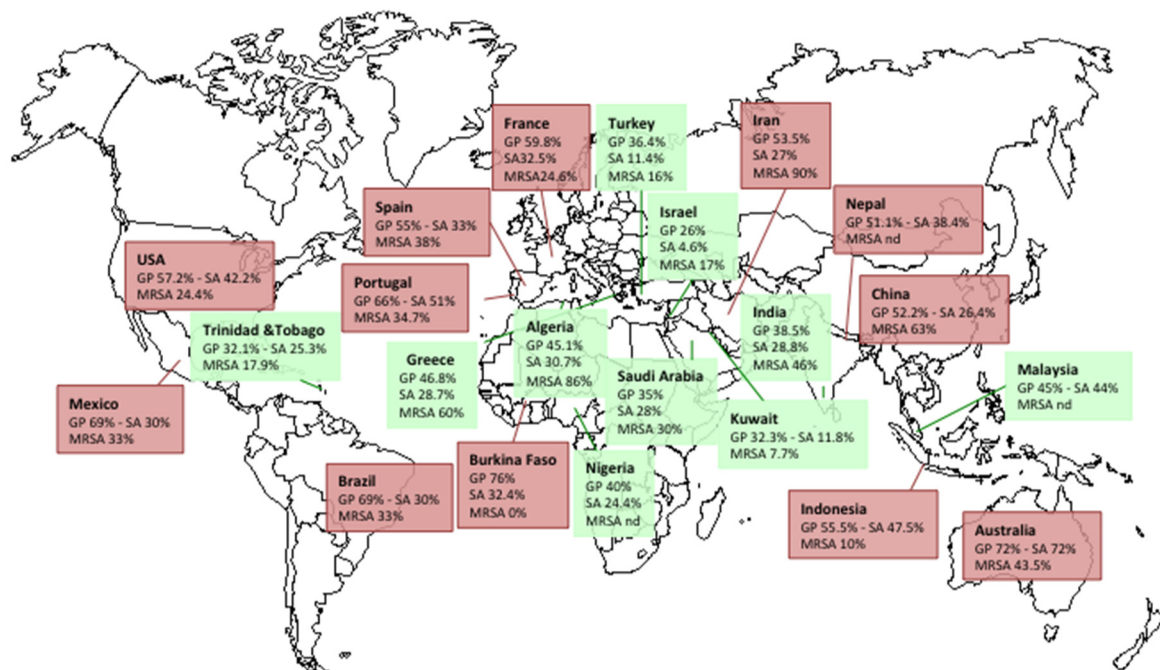 France
GP 59.8%
SA32.5%
MRSA24.6%
Turkey
GP 36.4%
SA 11.4%
MRSA 16%
Iran
GP 53.5%
SA 27%
MRSA 90%
Spain
GP 55% - SA 33%
MRSA 38%
Israel
GP 26%
SA 4.6%
MRSA 17%
Nepal
GP 51.1% - SA 38.4%
MRSA nd
USA
GP 57.2% - SA 42.2%
MRSA 24.4%
Portugal
GP 66% - SA 51%
MRSA 34.7%
China
GP 52.2% - SA 26.4%
MRSA 63%
Trinidad &Tobago
GP 32.1% - SA 25.3%
MRSA 17.9%
Greece
GP 46.8%
SA 28.7%
MRSA 60%
Algeria
GP 45.1%
SA 30.7%
MRSA 86%
India
GP 38.5%
SA 28.8%
MRSA 46%
Saudi Arabia
GP 35%
SA 28%
MRSA 30%
Malaysia
GP 45% - SA 44%
MRSA nd
Mexico
GP 69% - SA 30%
MRSA 33%
Kuwait
GP 32.3% - SA 11.8%
MRSA 7.7%
Brazil
GP 69% - SA 30%
MRSA 33%
Burkina Faso
GP 76%
SA 32.4%
MRSA 0%
Nigeria
GP 40%
SA 24.4%
MRSA nd
Indonesia
GP 55.5% - SA 47.5%
MRSA 10%
Australia
GP 72% - SA 72%
MRSA 43.5%